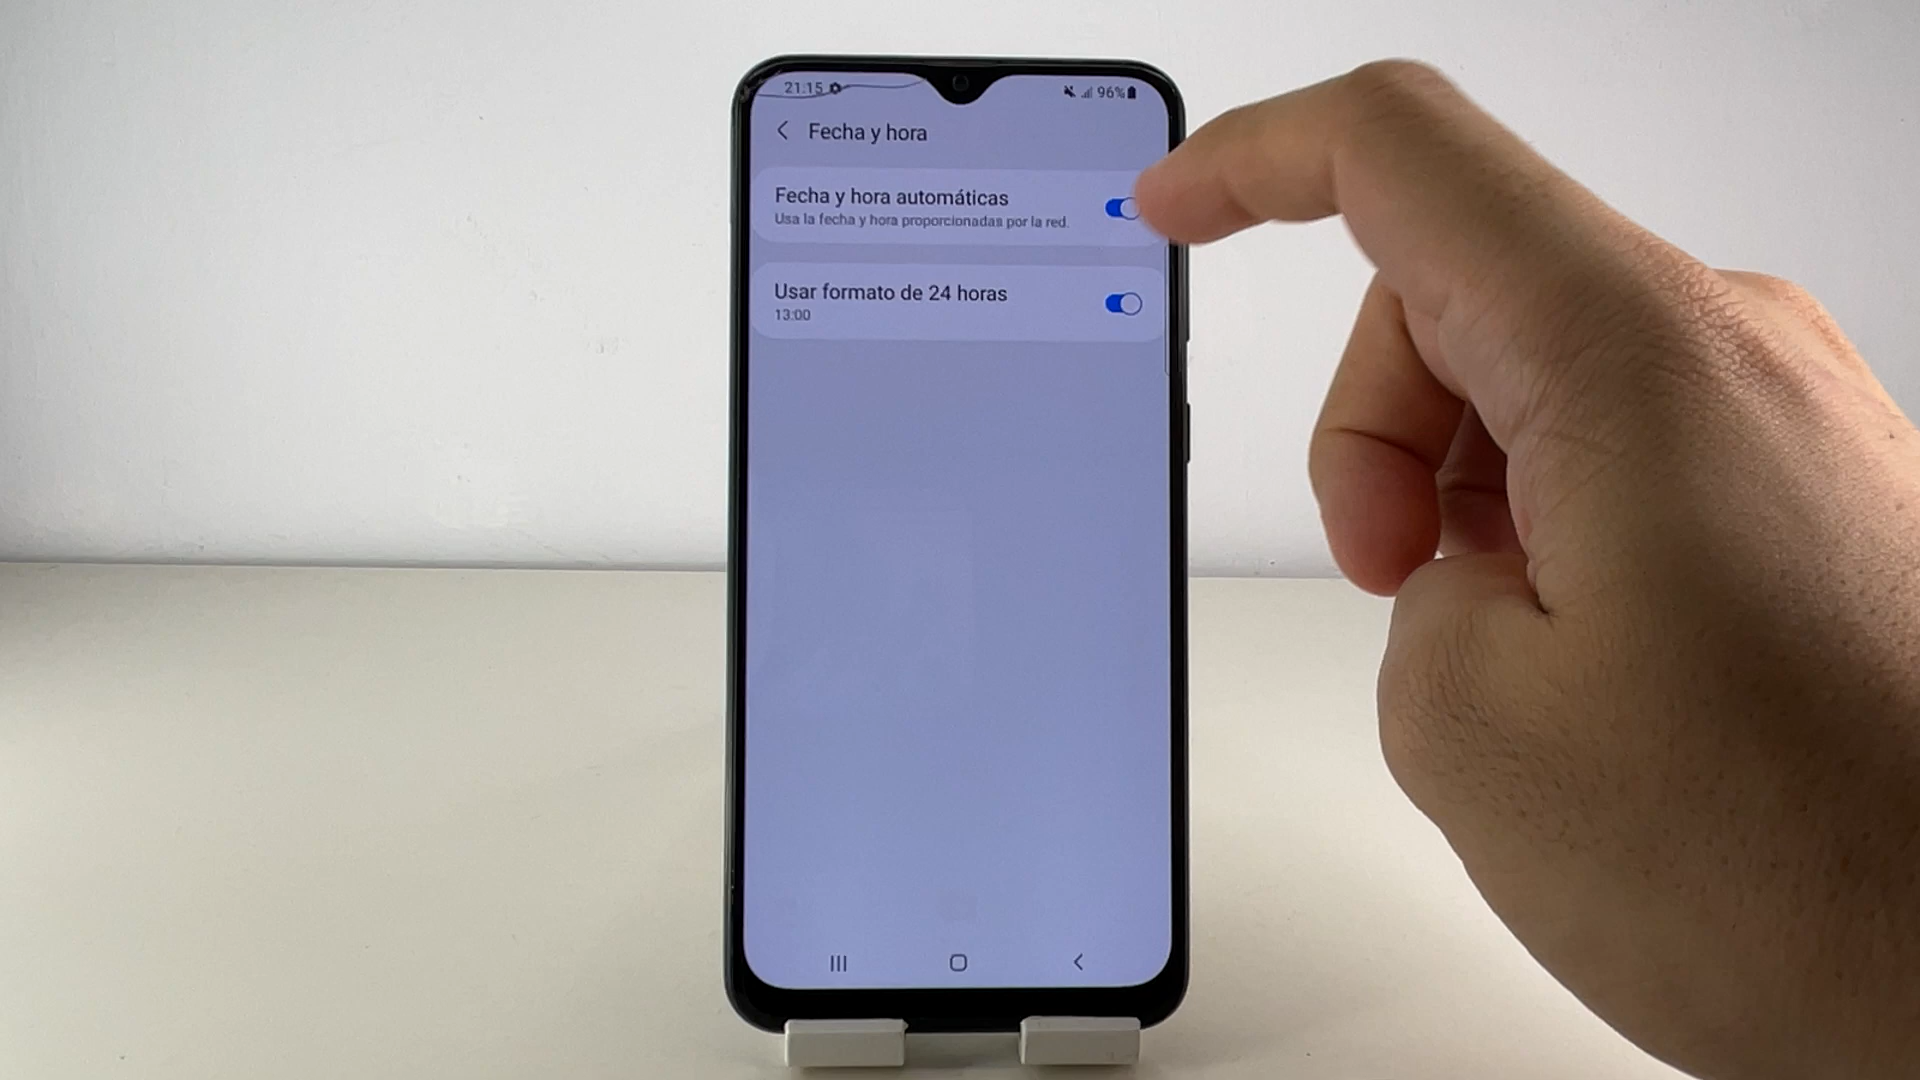 21:15 96%
Fecha y hora
Fecha y hora automáticas
Usa la fecha y hora proporcionadas por la red.
Usar formato de 24 horas
13:00